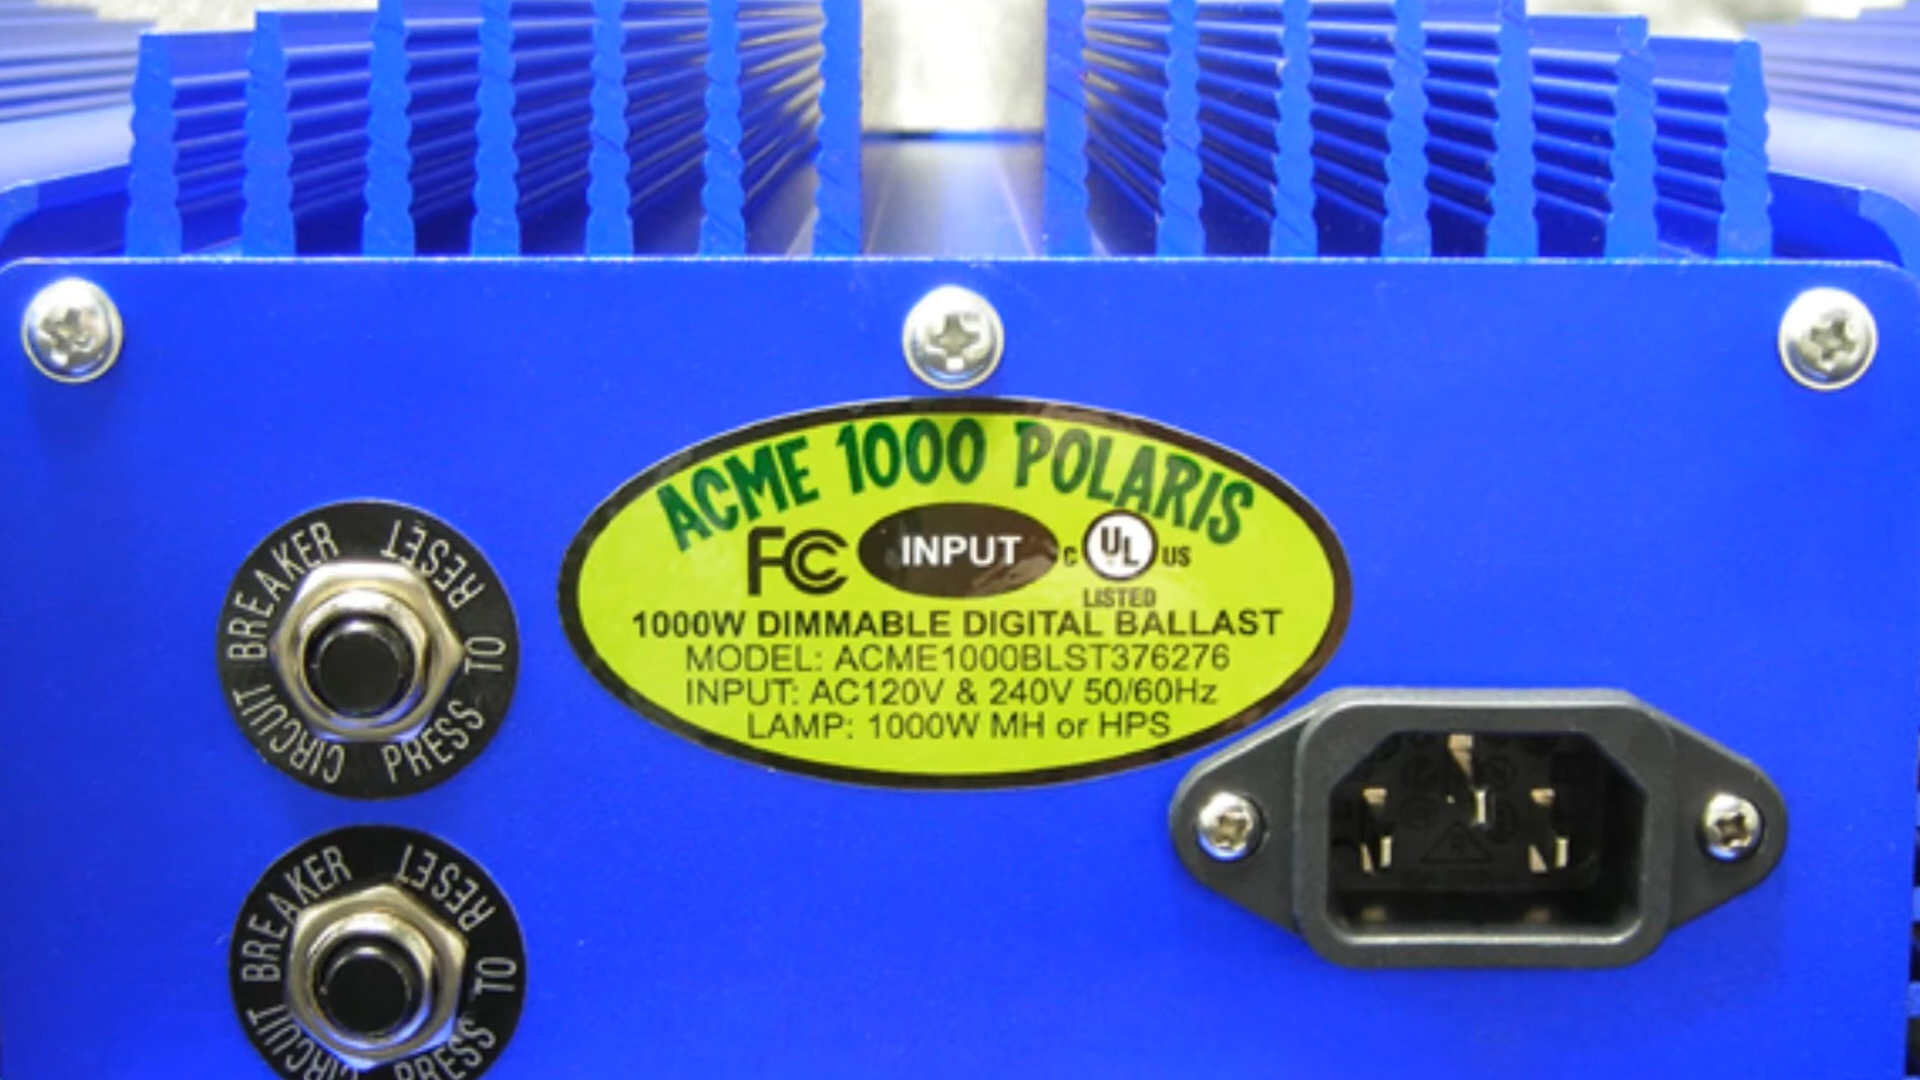 ACME 1000 POLARIS
FC INPUT C UL US
LISTED
1000W DIMMABLE DIGITAL BALLAST
MODEL: ACME1000BLST376276
INPUT: AC120V & 240V 50/60Hz
LAMP: 1000W MH or HPS
CIRCUIT BREAKER
PRESS TO RESET
CIRCUIT BREAKER
PRESS TO RESET